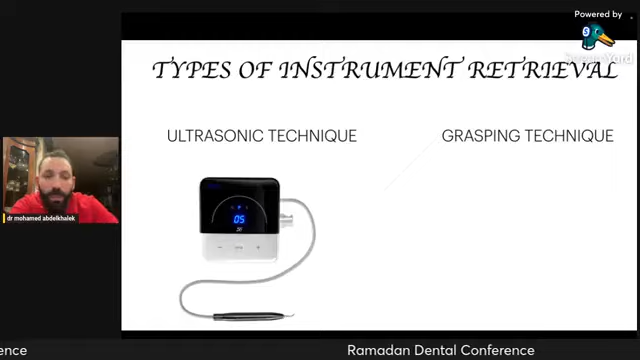 Powered by
TYPES OF INSTRUMENT RETRIEVAL
ULTRASONIC TECHNIQUE
GRASPING TECHNIQUE
05
dr mohamed abdelkhalek
ence
Ramadan Dental Conference